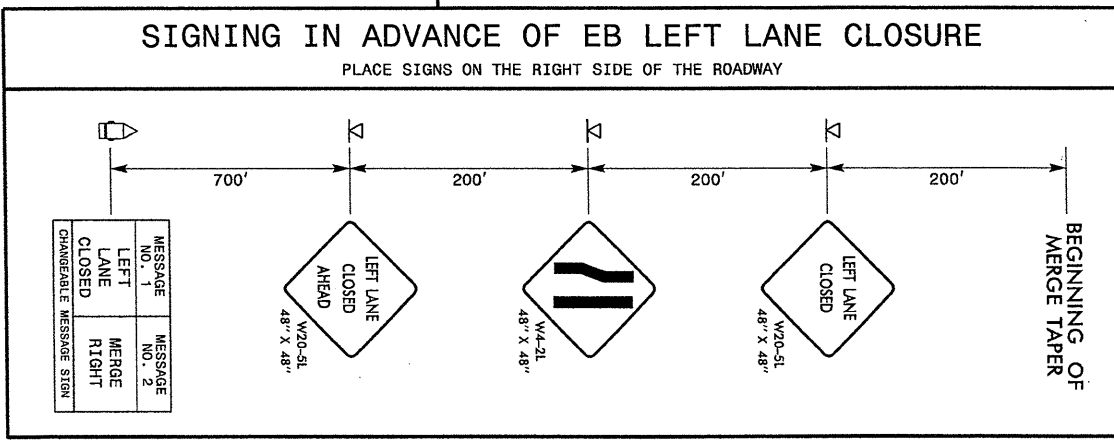 SIGNING IN ADVANCE OF EB LEFT LANE CLOSURE
PLACE SIGNS ON THE RIGHT SIDE OF THE ROADWAY
700'
200'
200'
200'
MESSAGE
NO. 1
LEFT
LANE
CLOSED
MESSAGE
NO. 2
MERGE
RIGHT
CHANGEABLE MESSAGE SIGN
LEFT LANE
CLOSED
AHEAD
W20-5L
48'' X 48''
W4-2L
48'' X 48''
LEFT LANE
CLOSED
W20-5L
48'' X 48''
BEGINNING OF
MERGE TAPER